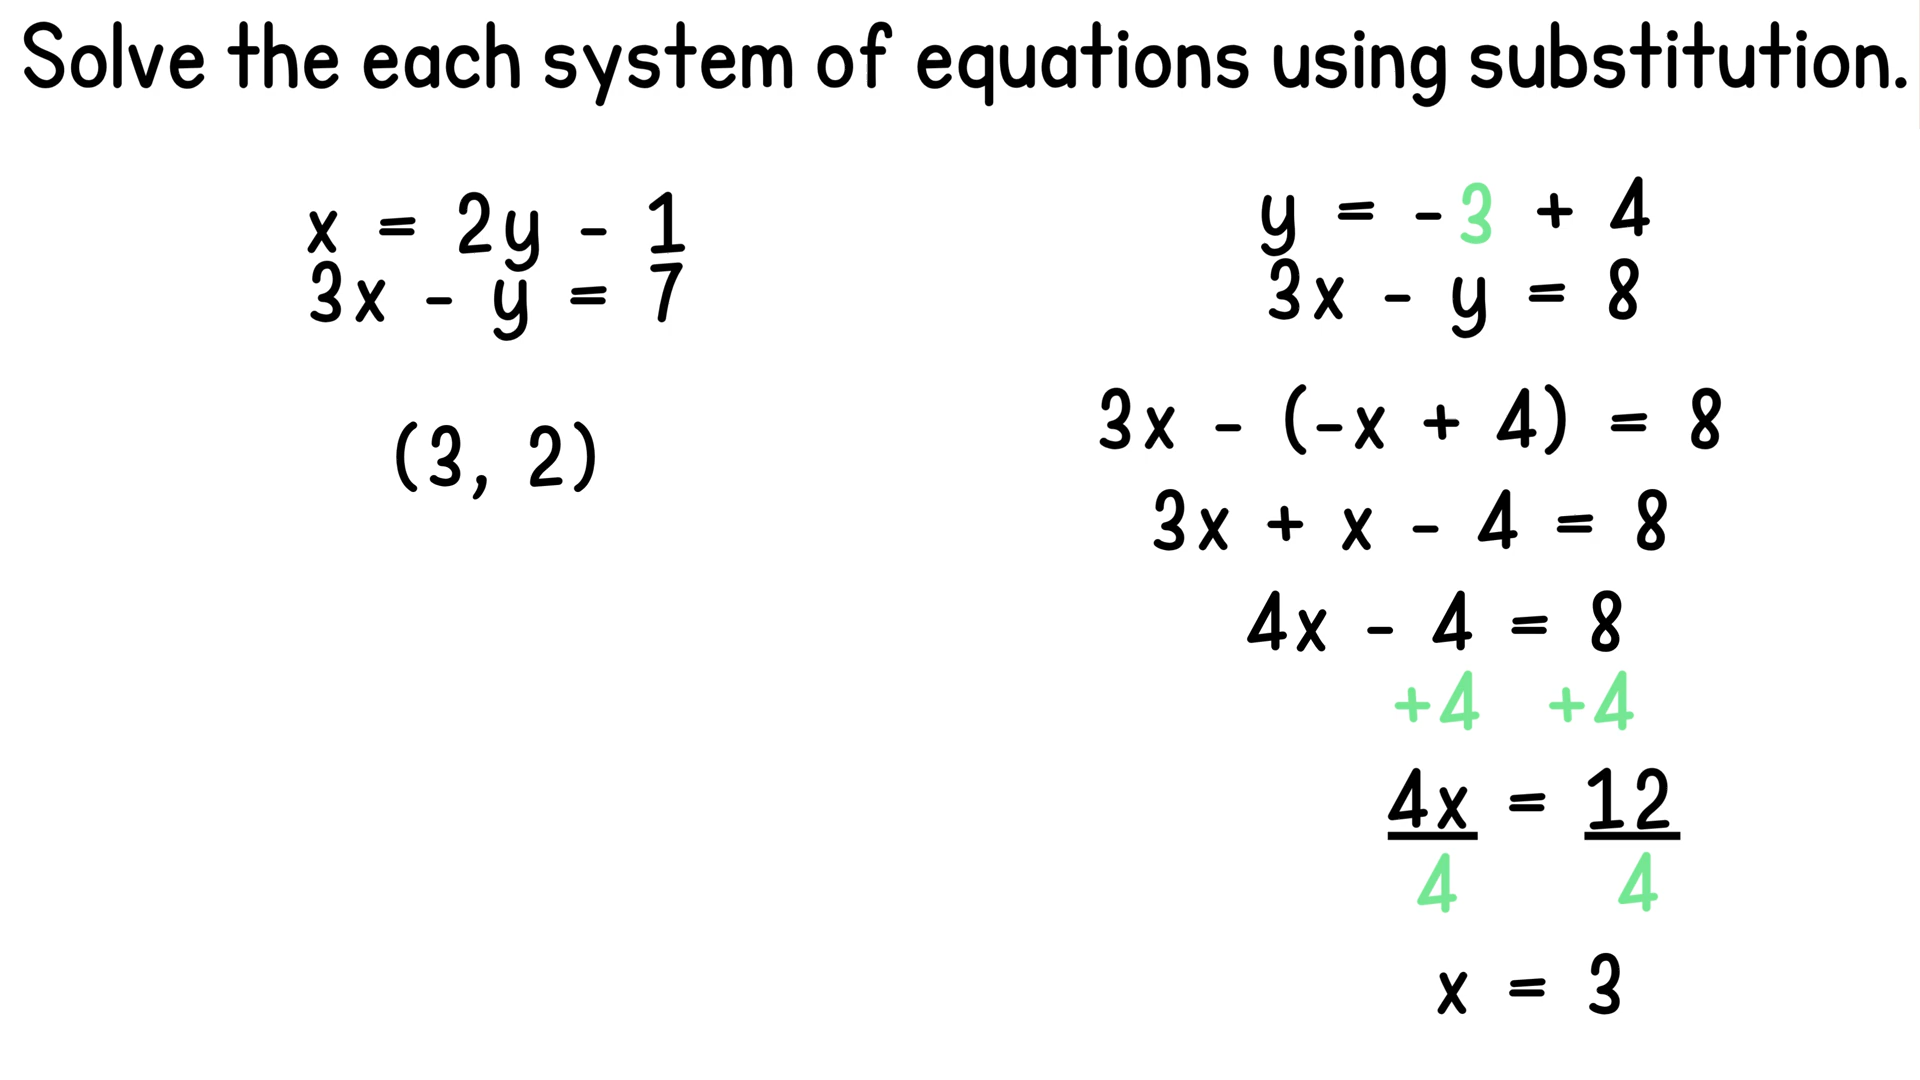 Solve the each system of equations using substitution.
x = 2y - 1
3x - y = 7
(3, 2)
y = -3 + 4
3x - y = 8
3x - (-x + 4) = 8
3x + x - 4 = 8
4x - 4 = 8
+4 +4
4x = 12
4 4
x = 3